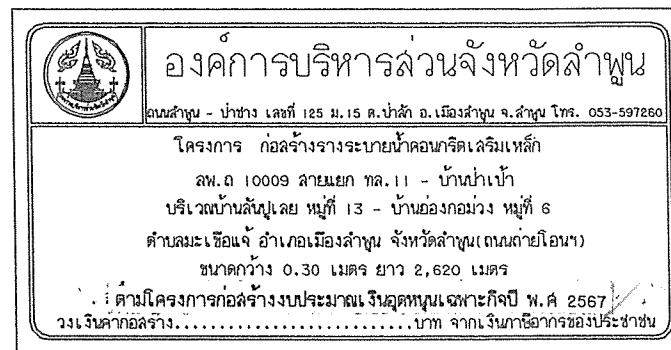 องค์การบริหารส่วนจังหวัดลำพูน
ถนนลำพูน - ป่าซาง เลขที่ 125 ม.15 ต.ป่าสัก อ.เมืองลำพูน จ.ลำพูน โทร. 053-597260
โครงการ ก่อสร้างรางระบายน้ำคอนกรีตเสริมเหล็ก
ลพ.ถ 10009 สายแยก ทล.11 - บ้านป่าเป้า
บริเวณบ้านสันปูเลย หมู่ที่ 13 - บ้านฮ่องกอม่วง หมู่ที่ 6
ตำบลมะเขือแจ้ อำเภอเมืองลำพูน จังหวัดลำพูน(ถนนถ่ายโอนฯ)
ขนาดกว้าง 0.30 เมตร ยาว 2,620 เมตร
ตามโครงการก่อสร้างงบประมาณเงินอุดหนุนเฉพาะกิจปี พ.ศ 2567
วงเงินค่าก่อสร้าง..............................บาท จากเงินภาษีอากรของประชาชน